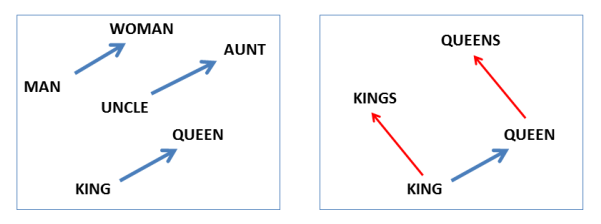 WOMAN
AUNT
MAN
UNCLE
QUEEN
KING
QUEENS
KINGS
QUEEN
KING